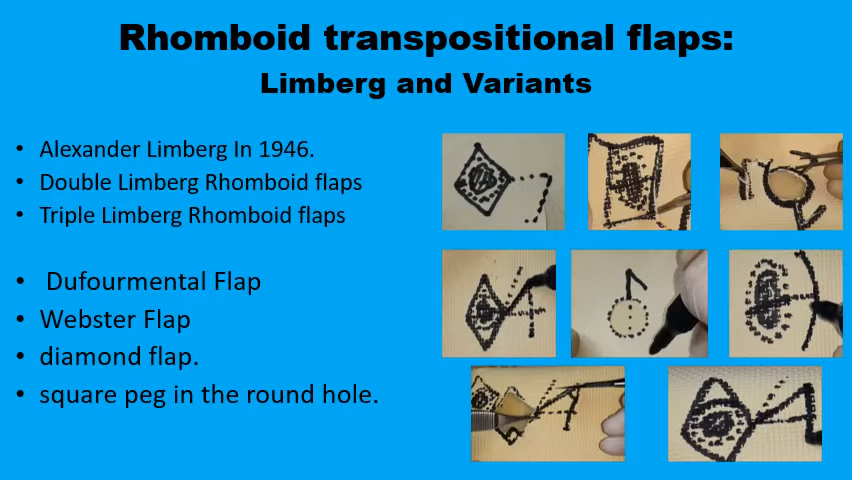 Rhomboid transpositional flaps:
Limberg and Variants
• Alexander Limberg In 1946.
• Double Limberg Rhomboid flaps
• Triple Limberg Rhomboid flaps
• Dufourmental Flap
• Webster Flap
• diamond flap.
• square peg in the round hole.